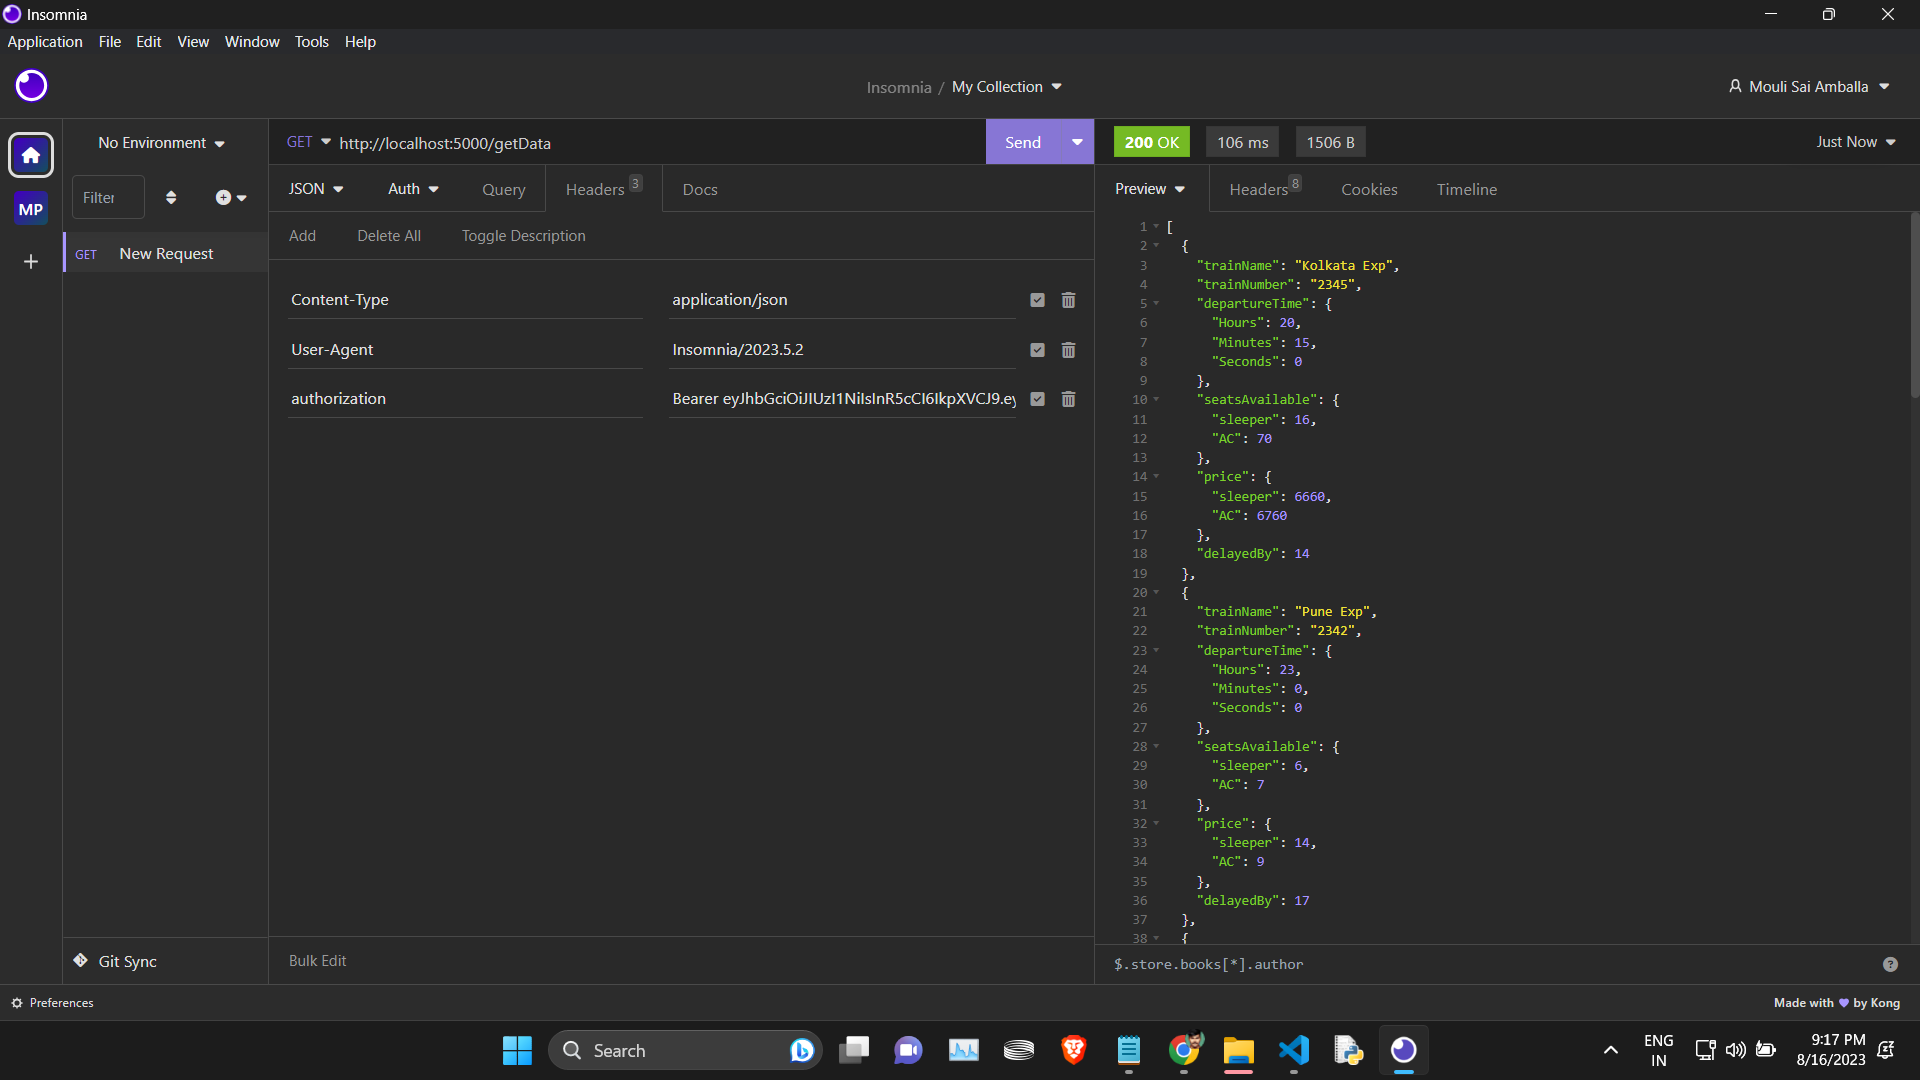 Insomnia
Application File Edit View Window Tools Help
Insomnia / My Collection
Mouli Sai Amballa
No Environment
GET http://localhost:5000/getData
Send
200 OK 106 ms 1506 B
Just Now
Filter
JSON Auth Query Headers 3 Docs
Preview Headers 8 Cookies Timeline
MP
Add Delete All Toggle Description
GET New Request
Content-Type application/json
User-Agent Insomnia/2023.5.2
authorization Bearer eyJhbGciOiJIUzI1NiIsInR5cCI6IkpXVCJ9.ey
1 [
2 {
3 "trainName": "Kolkata Exp",
4 "trainNumber": "2345",
5 "departureTime": {
6 "Hours": 20,
7 "Minutes": 15,
8 "Seconds": 0
9 },
10 "seatsAvailable": {
11 "sleeper": 16,
12 "AC": 70
13 },
14 "price": {
15 "sleeper": 6660,
16 "AC": 6760
17 },
18 "delayedBy": 14
19 },
20 {
21 "trainName": "Pune Exp",
22 "trainNumber": "2342",
23 "departureTime": {
24 "Hours": 23,
25 "Minutes": 0,
26 "Seconds": 0
27 },
28 "seatsAvailable": {
29 "sleeper": 6,
30 "AC": 7
31 },
32 "price": {
33 "sleeper": 14,
34 "AC": 9
35 },
36 "delayedBy": 17
37 },
38 {
Git Sync
Bulk Edit
$.store.books[*].author
Preferences
Made with 💜 by Kong
Search
ENG
IN
9:17 PM
8/16/2023